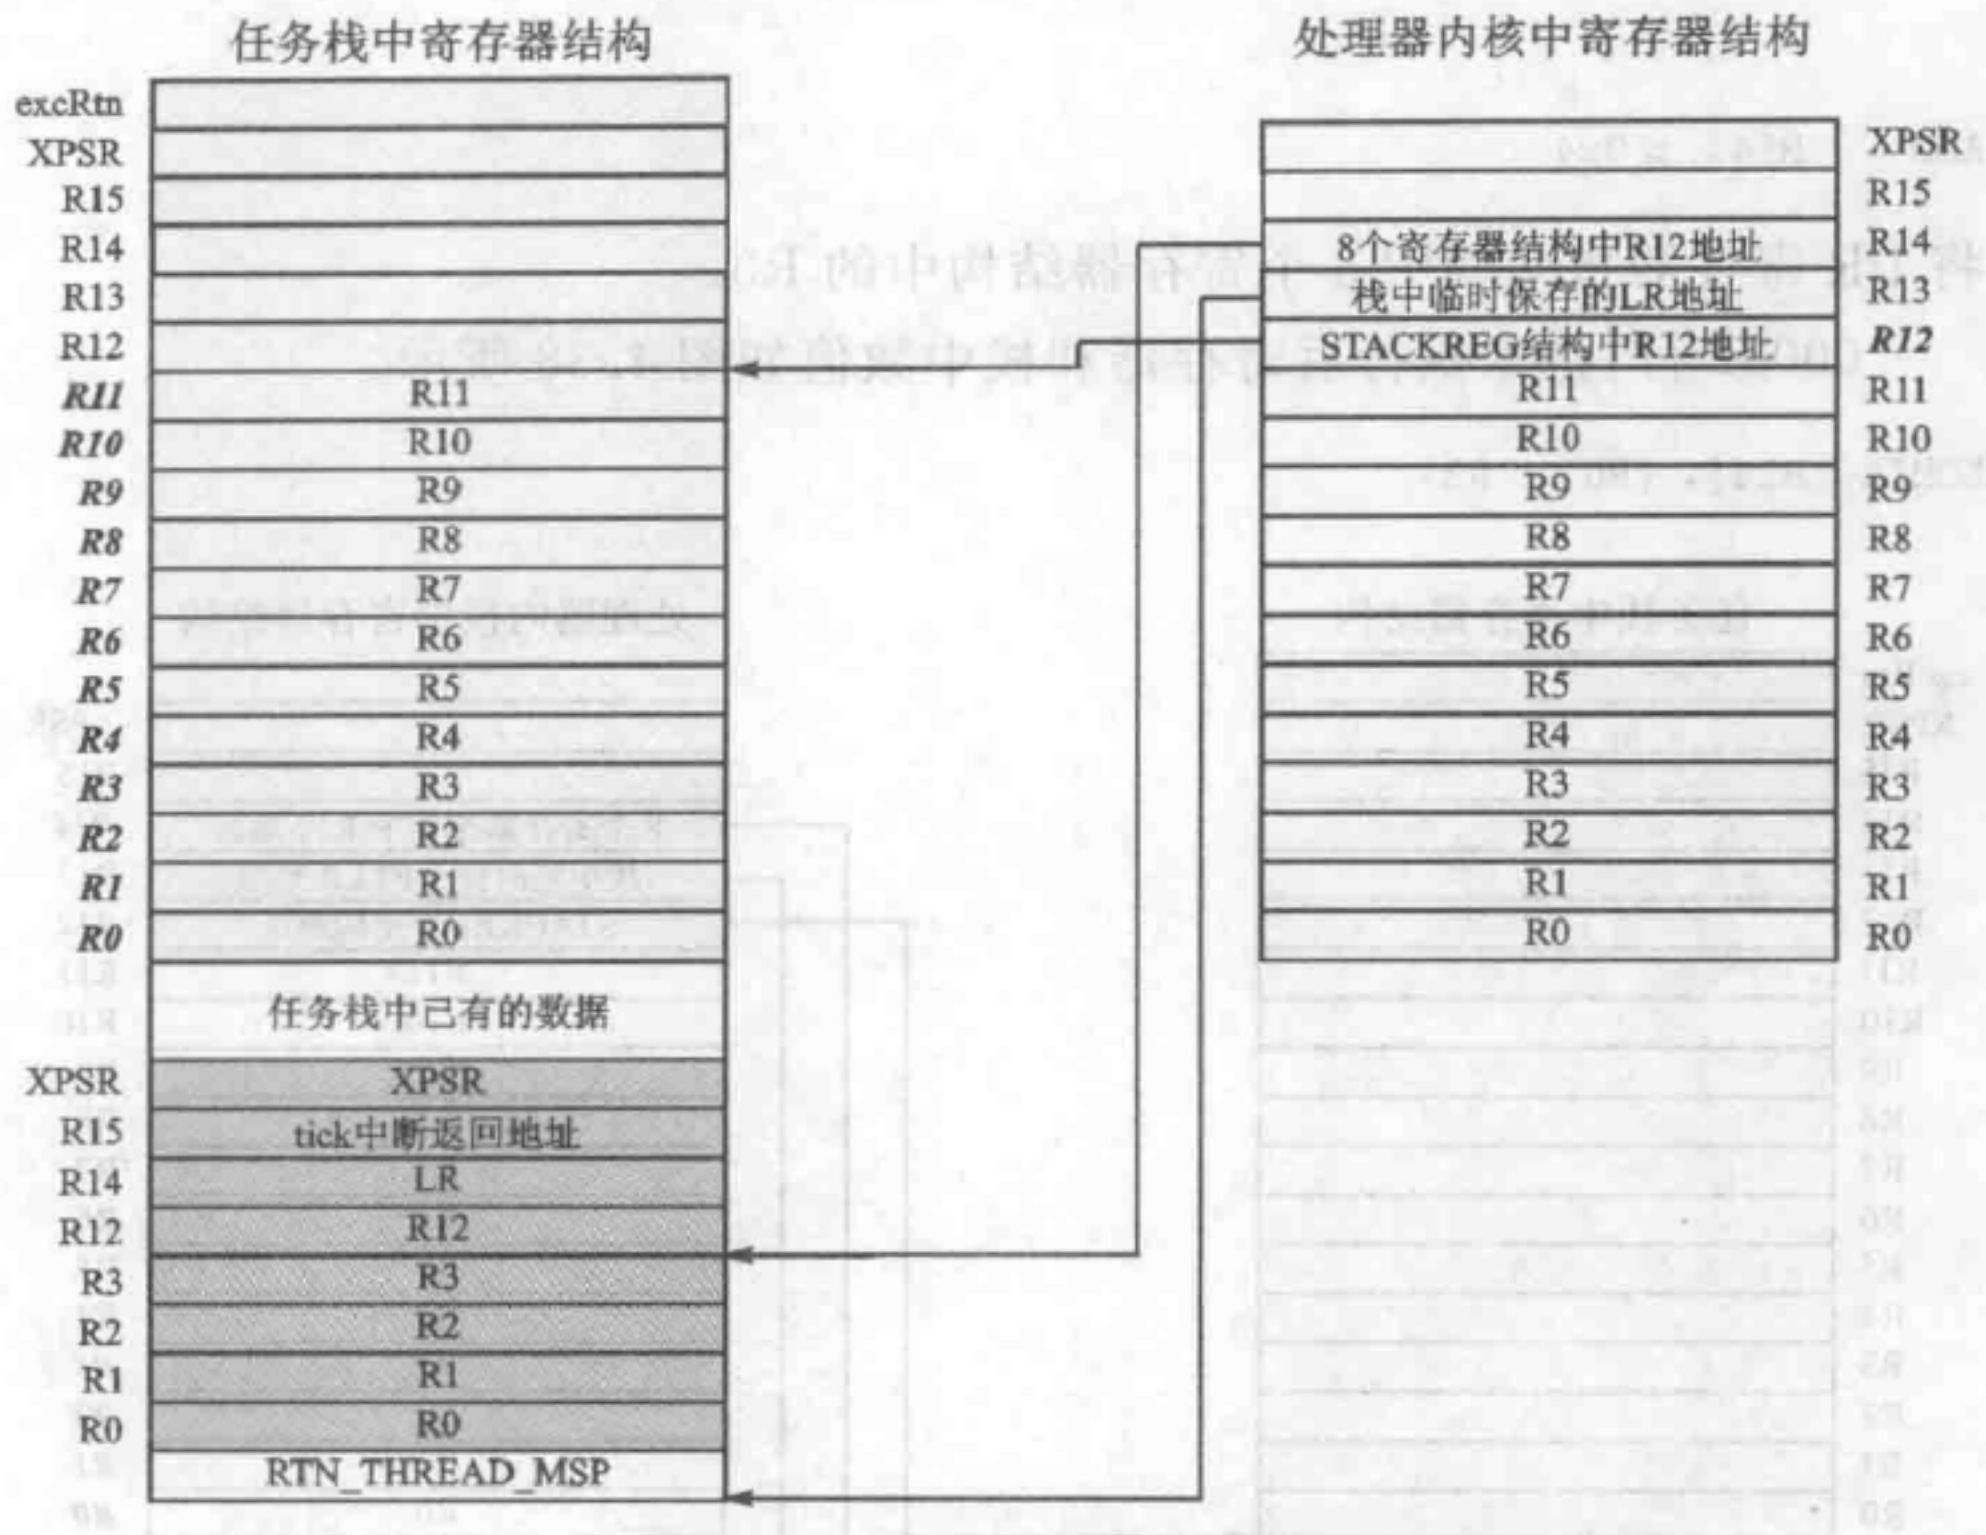 任务栈中寄存器结构
处理器内核中寄存器结构
excRtn
XPSR
R15
R14
R13
R12
R11 R11
R10 R10
R9 R9
R8 R8
R7 R7
R6 R6
R5 R5
R4 R4
R3 R3
R2 R2
R1 R1
R0 R0
任务栈中已有的数据
XPSR XPSR
R15 tick中断返回地址
R14 LR
R12 R12
R3 R3
R2 R2
R1 R1
R0 R0
RTN_THREAD_MSP
XPSR
R15
8个寄存器结构中R12地址 R14
栈中临时保存的LR地址 R13
STACKREG结构中R12地址 R12
R11 R11
R10 R10
R9 R9
R8 R8
R7 R7
R6 R6
R5 R5
R4 R4
R3 R3
R2 R2
R1 R1
R0 R0